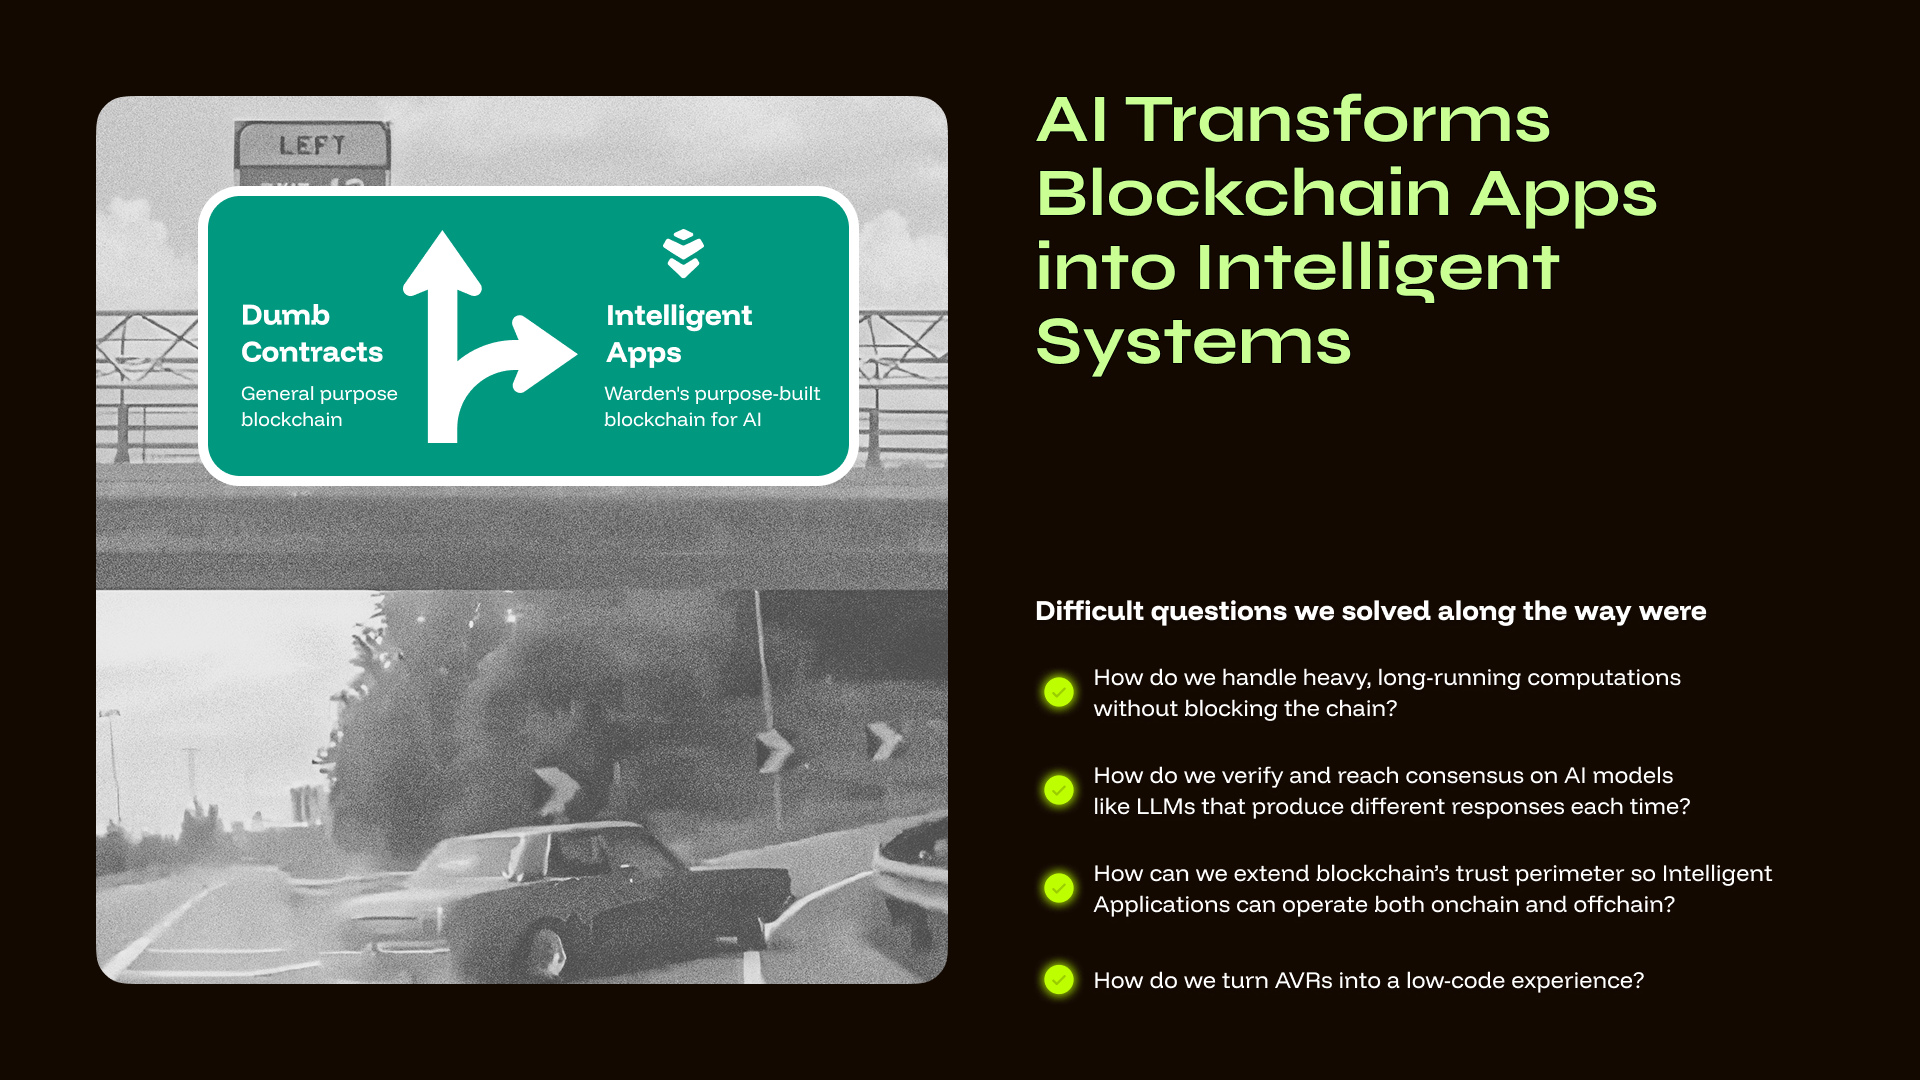 LEFT
Dumb
Contracts
General purpose
blockchain
Intelligent
Apps
Warden's purpose-built
blockchain for AI
AI Transforms
Blockchain Apps
into Intelligent
Systems
Difficult questions we solved along the way were
How do we handle heavy, long-running computations
without blocking the chain?
How do we verify and reach consensus on AI models
like LLMs that produce different responses each time?
How can we extend blockchain’s trust perimeter so Intelligent
Applications can operate both onchain and offchain?
How do we turn AVRs into a low-code experience?